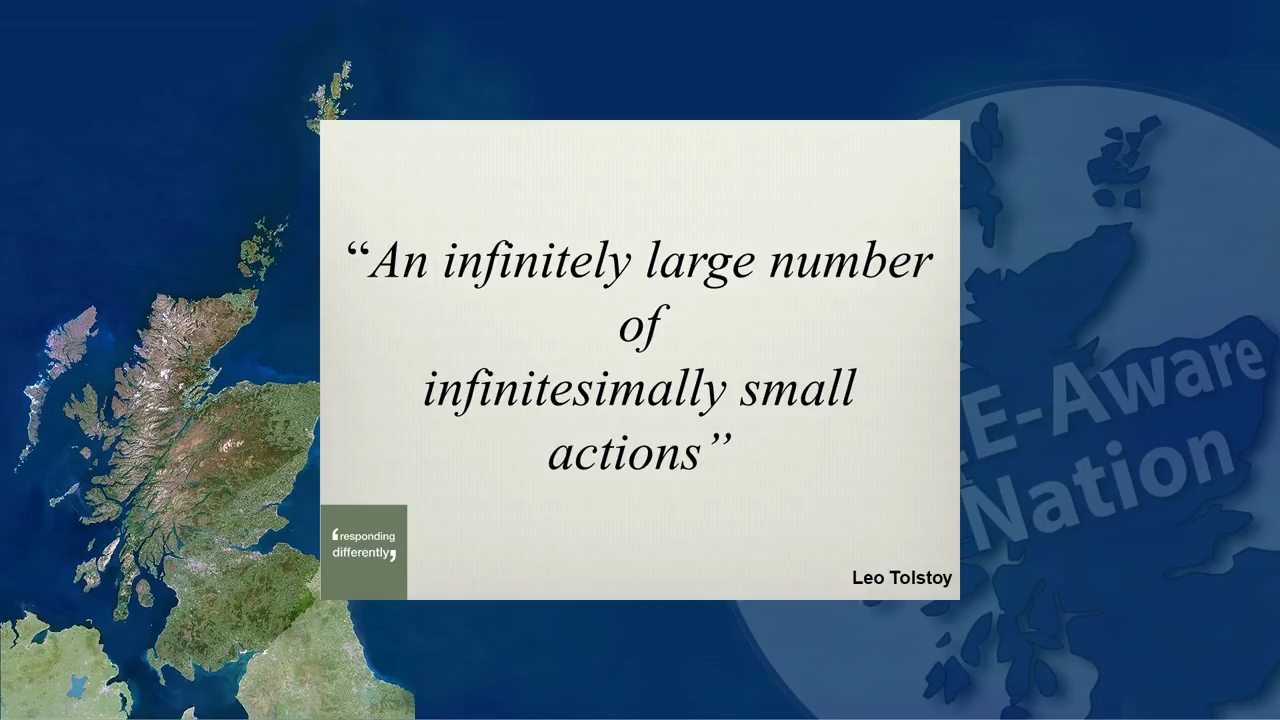 “An infinitely large number
of
infinitesimally small
actions”
‘responding
differently’
Leo Tolstoy
E-Aware
Nation